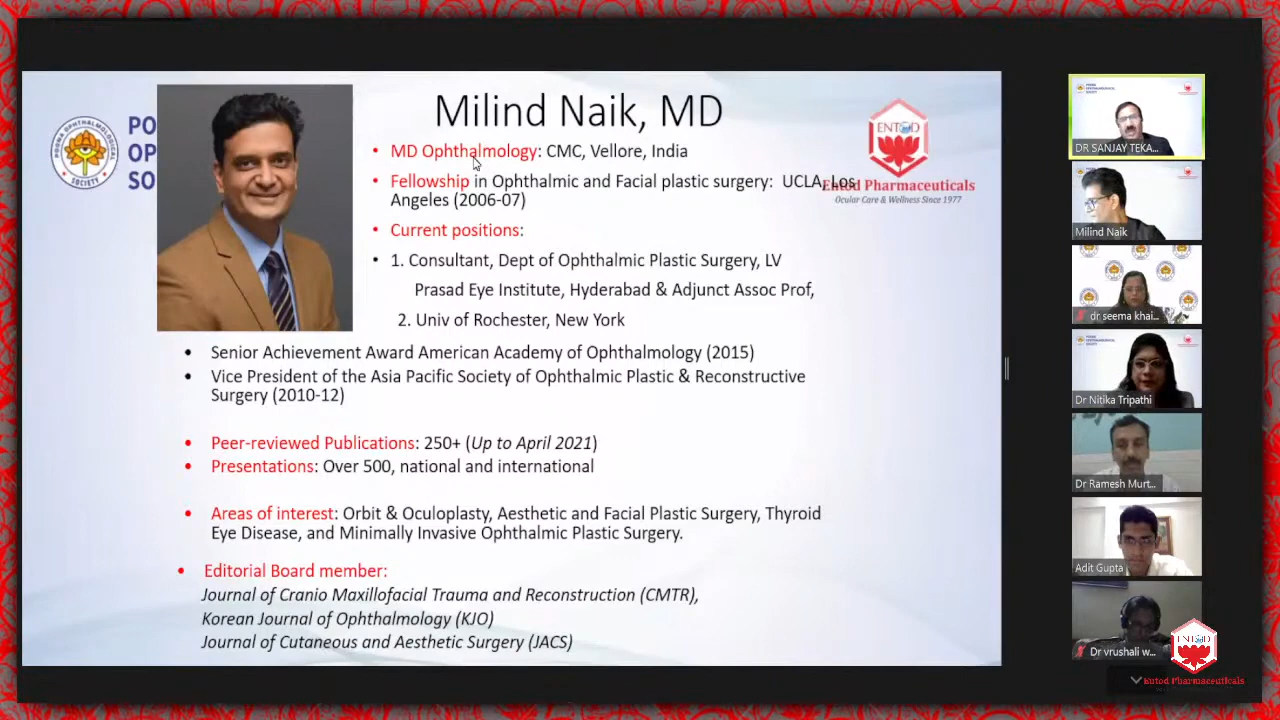 Milind Naik, MD
POONA OPHTHALMOLOGICAL
SOCIETY
PO
OP
SO
• MD Ophthalmology: CMC, Vellore, India
• Fellowship in Ophthalmic and Facial plastic surgery: UCLA, Los
Angeles (2006-07)
• Current positions:
• 1. Consultant, Dept of Ophthalmic Plastic Surgery, LV
Prasad Eye Institute, Hyderabad & Adjunct Assoc Prof,
2. Univ of Rochester, New York
• Senior Achievement Award American Academy of Ophthalmology (2015)
• Vice President of the Asia Pacific Society of Ophthalmic Plastic & Reconstructive
Surgery (2010-12)
• Peer-reviewed Publications: 250+ (Up to April 2021)
• Presentations: Over 500, national and international
• Areas of interest: Orbit & Oculoplasty, Aesthetic and Facial Plastic Surgery, Thyroid
Eye Disease, and Minimally Invasive Ophthalmic Plastic Surgery.
• Editorial Board member:
Journal of Cranio Maxillofacial Trauma and Reconstruction (CMTR),
Korean Journal of Ophthalmology (KJO)
Journal of Cutaneous and Aesthetic Surgery (JACS)
ENTOD
Entod Pharmaceuticals
Ocular Care & Wellness Since 1977
DR SANJAY TEKA...
Milind Naik
dr seema khai...
Dr Nitika Tripathi
Dr Ramesh Murt...
Adit Gupta
Dr vrushali w...
ENTOD
Entod Pharmaceuticals